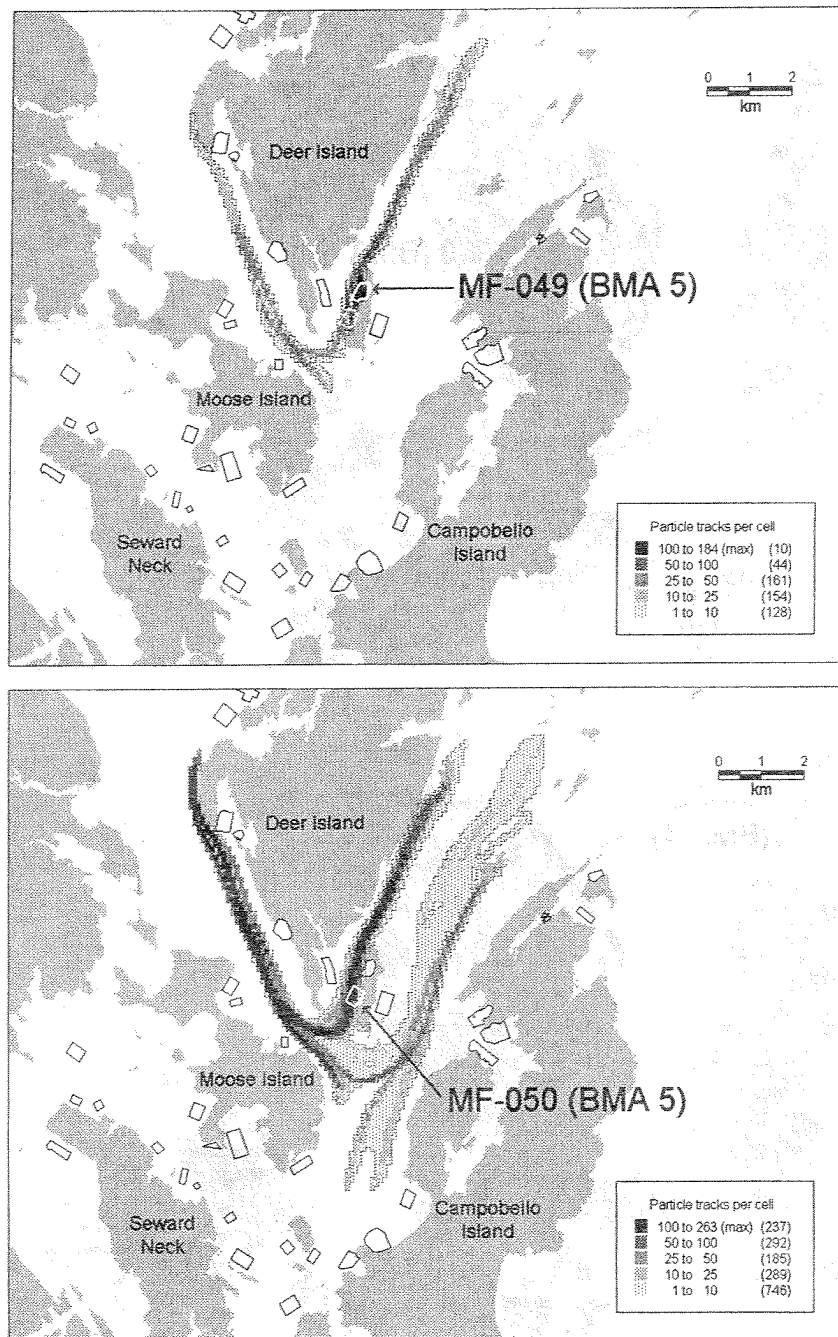 0 1 2
km
Deer Island
MF-049 (BMA 5)
Moose Island
Seward
Neck
Campobello
Island
Particle tracks per cell
100 to 184 (max) (10)
50 to 100 (44)
25 to 50 (161)
10 to 25 (154)
1 to 10 (128)
0 1 2
km
Deer Island
Moose Island
MF-050 (BMA 5)
Seward
Neck
Campobello
Island
Particle tracks per cell
100 to 263 (max) (237)
50 to 100 (292)
25 to 50 (185)
10 to 25 (289)
1 to 10 (746)